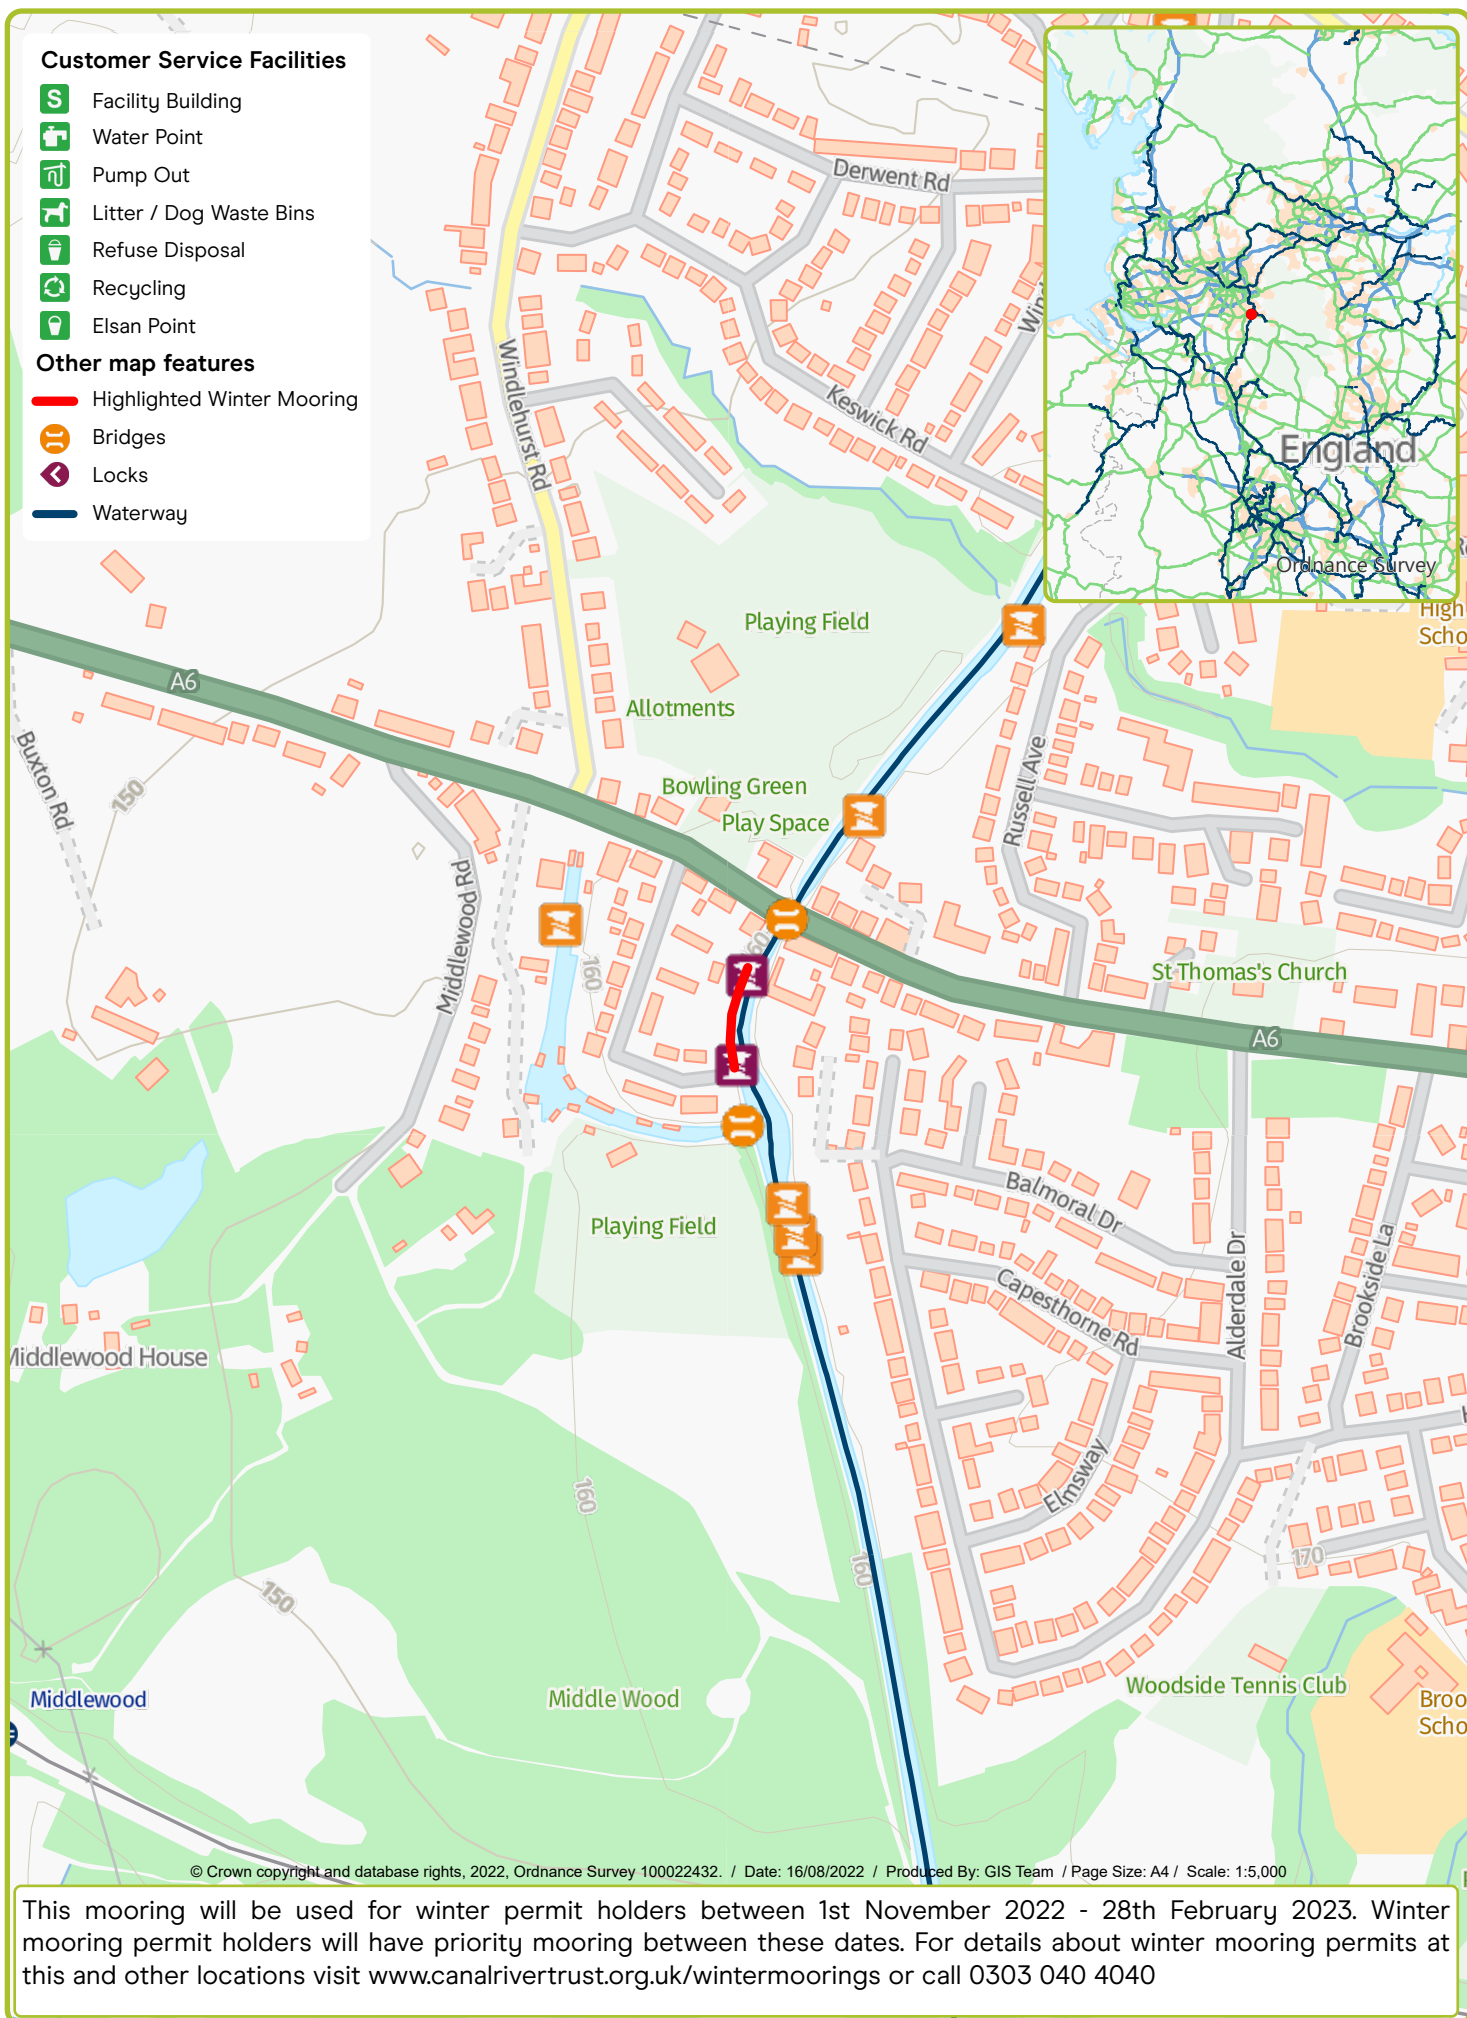 Customer Service Facilities
S Facility Building
Water Point
Pump Out
Litter / Dog Waste Bins
Refuse Disposal
Recycling
Elsan Point
Other map features
Highlighted Winter Mooring
Bridges
Locks
Waterway
England
Ordnance Survey
Derwent Rd
Keswick Rd
Windlehurst Rd
Playing Field
Allotments
Bowling Green
Play Space
High
Scho
A6
Buxton Rd
150
Middlewood Rd
160
60
Russell Ave
St Thomas's Church
A6
Playing Field
Balmoral Dr
Capesthorne Rd
Alderdale Dr
Brookside La
Middlewood House
Elmsway
160
160
170
150
Middlewood
Middle Wood
Woodside Tennis Club
Broo
Scho
© Crown copyright and database rights, 2022, Ordnance Survey 100022432. / Date: 16/08/2022 / Produced By: GIS Team / Page Size: A4 / Scale: 1:5,000
This mooring will be used for winter permit holders between 1st November 2022 - 28th February 2023. Winter
mooring permit holders will have priority mooring between these dates. For details about winter mooring permits at
this and other locations visit www.canalrivertrust.org.uk/wintermoorings or call 0303 040 4040